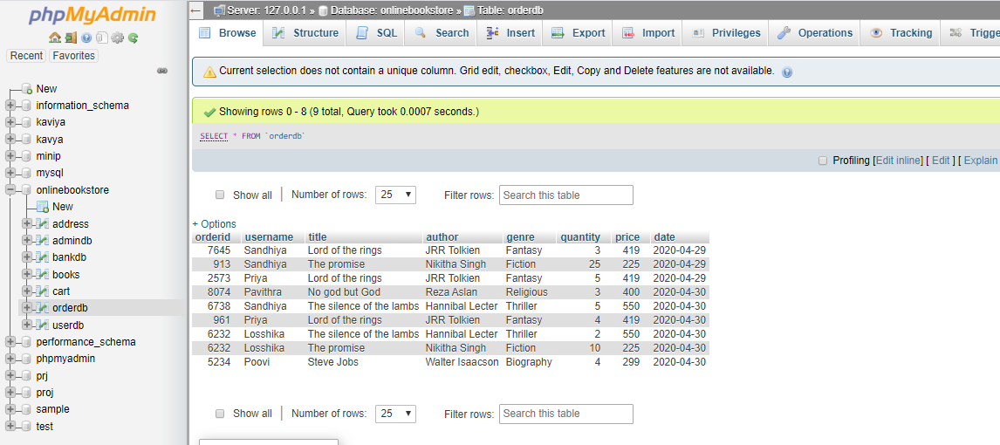 phpMyAdmin
Recent Favorites
New
information_schema
kaviya
kavya
minip
mysql
onlinebookstore
New
address
admindb
bankdb
books
cart
orderdb
userdb
performance_schema
phpmyadmin
prj
proj
sample
test
Server: 127.0.0.1 » Database: onlinebookstore » Table: orderdb
Browse Structure SQL Search Insert Export Import Privileges Operations Tracking Trigge
Current selection does not contain a unique column. Grid edit, checkbox, Edit, Copy and Delete features are not available.
Showing rows 0 - 8 (9 total, Query took 0.0007 seconds.)
SELECT * FROM `orderdb`
Profiling [Edit inline] [ Edit ] [ Explain
Show all | Number of rows: 25 Filter rows: Search this table
+ Options
orderid username title author genre quantity price date
7645 Sandhiya Lord of the rings JRR Tolkien Fantasy 3 419 2020-04-29
913 Sandhiya The promise Nikitha Singh Fiction 25 225 2020-04-29
2573 Priya Lord of the rings JRR Tolkien Fantasy 5 419 2020-04-29
8074 Pavithra No god but God Reza Aslan Religious 3 400 2020-04-30
6738 Sandhiya The silence of the lambs Hannibal Lecter Thriller 5 550 2020-04-30
961 Priya Lord of the rings JRR Tolkien Fantasy 4 419 2020-04-30
6232 Losshika The silence of the lambs Hannibal Lecter Thriller 2 550 2020-04-30
6232 Losshika The promise Nikitha Singh Fiction 10 225 2020-04-30
5234 Poovi Steve Jobs Walter Isaacson Biography 4 299 2020-04-30
Show all | Number of rows: 25 Filter rows: Search this table